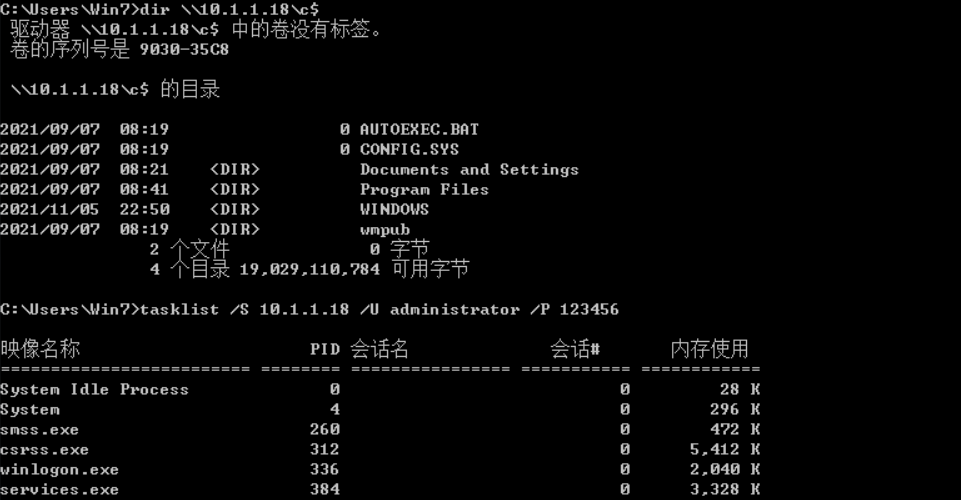 C:\Users\Win7>dir \\10.1.1.18\c$
驱动器 \\10.1.1.18\c$ 中的卷没有标签。
卷的序列号是 9030-35C8
\\10.1.1.18\c$ 的目录
2021/09/07  08:19                 0 AUTOEXEC.BAT
2021/09/07  08:19                 0 CONFIG.SYS
2021/09/07  08:21    <DIR>          Documents and Settings
2021/09/07  08:41    <DIR>          Program Files
2021/11/05  22:50    <DIR>          WINDOWS
2021/09/07  08:19    <DIR>          wmpub
2 个文件              0 字节
4 个目录 19,029,110,784 可用字节
C:\Users\Win7>tasklist /S 10.1.1.18 /U administrator /P 123456
映像名称                       PID 会话名              会话#       内存使用
========================= ======== ================ =========== ============
System Idle Process              0                            0         28 K
System                           4                            0        296 K
smss.exe                       260                            0        472 K
csrss.exe                      312                            0      5,412 K
winlogon.exe                   336                            0      2,040 K
services.exe                   384                            0      3,328 K